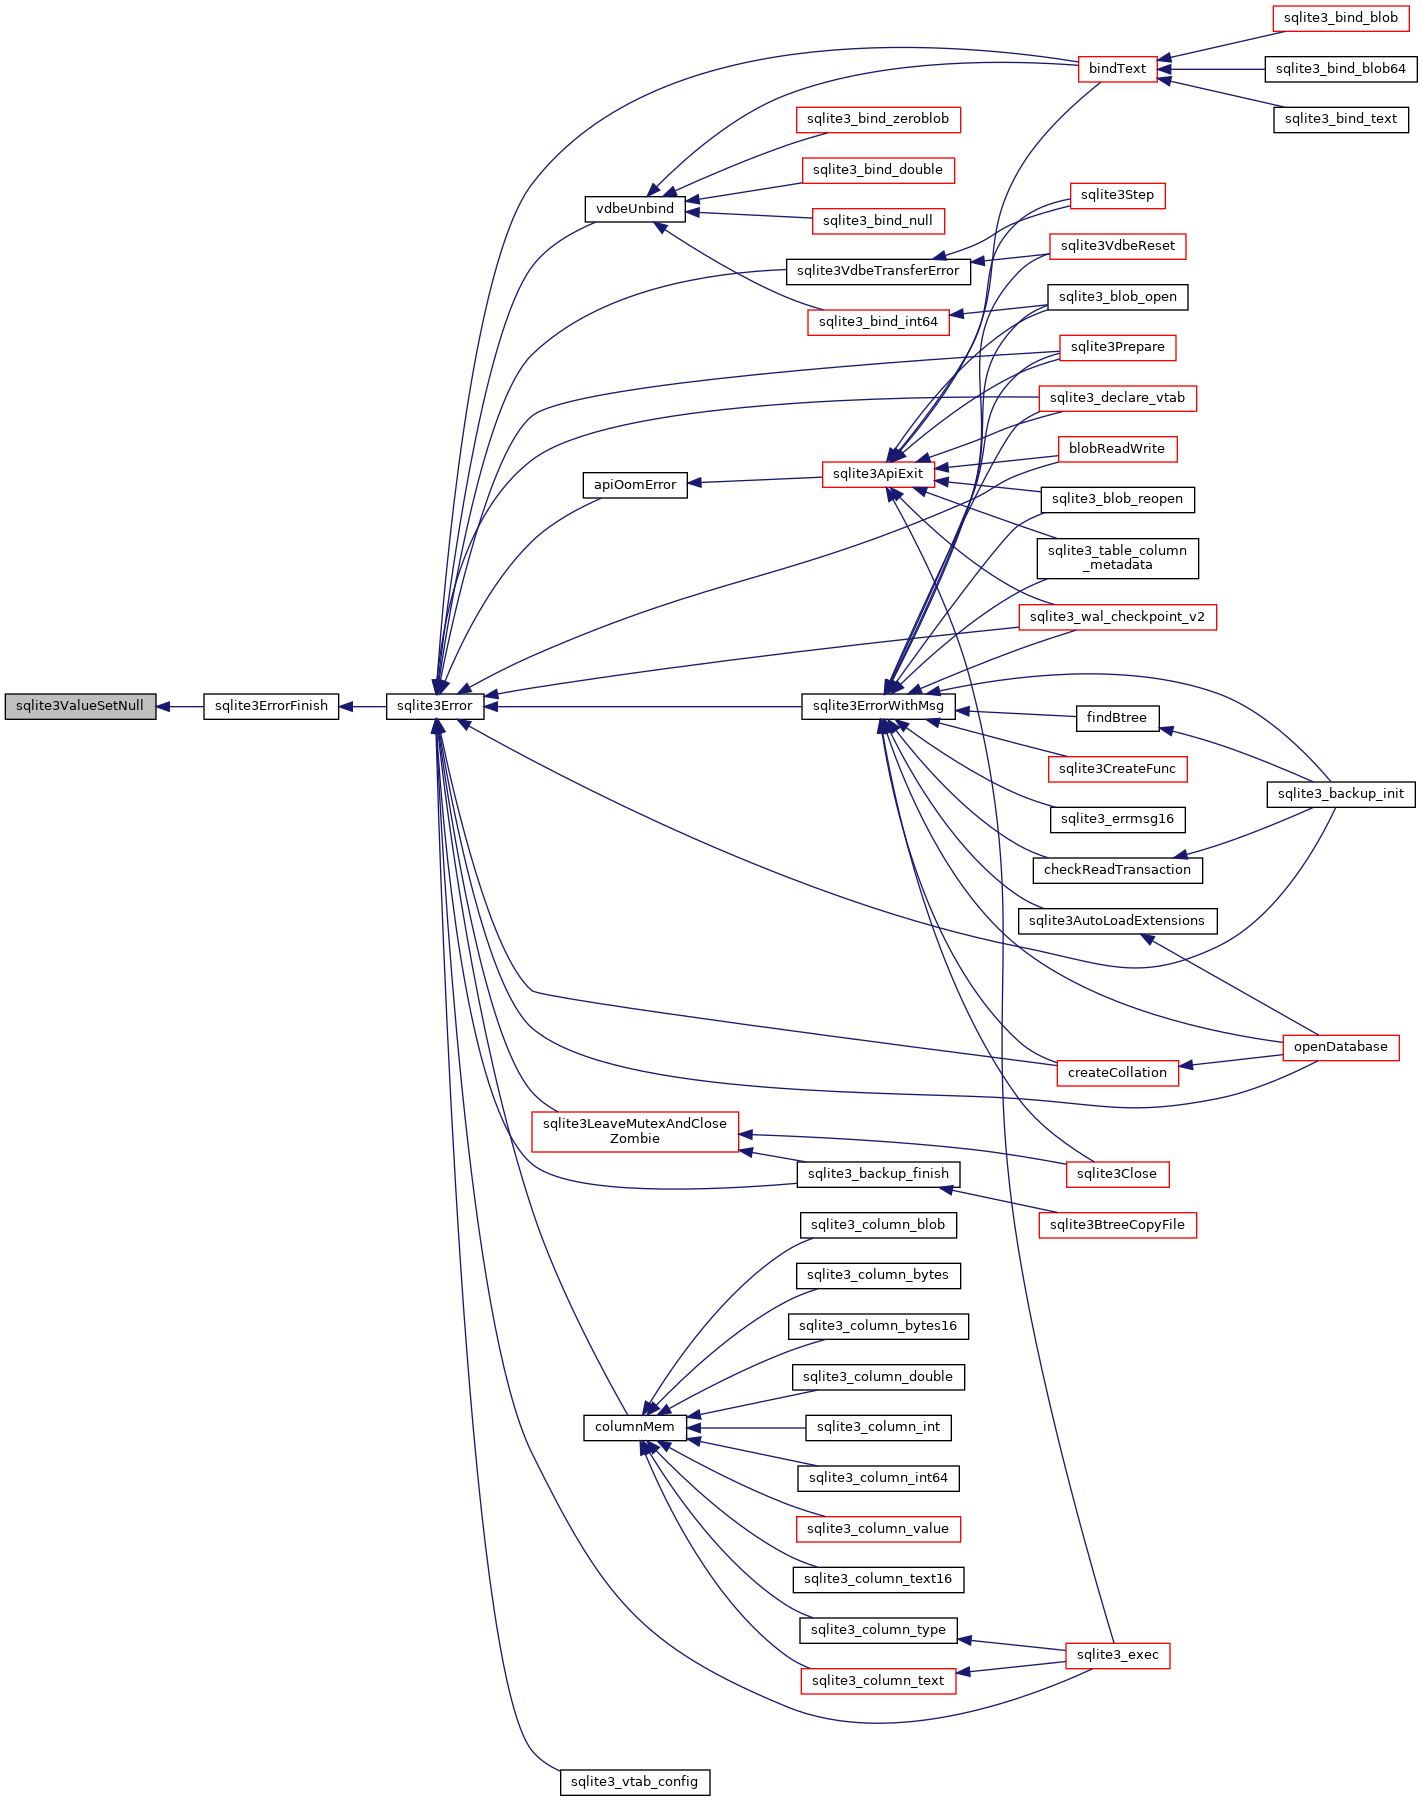 sqlite3_bind_blob
bindText
sqlite3_bind_blob64
sqlite3_bind_zeroblob
sqlite3_bind_text
sqlite3_bind_double
sqlite3Step
vdbeUnbind
sqlite3_bind_null
sqlite3VdbeReset
sqlite3VdbeTransferError
sqlite3_blob_open
sqlite3_bind_int64
sqlite3Prepare
sqlite3_declare_vtab
blobReadWrite
sqlite3ApiExit
apiOomError
sqlite3_blob_reopen
sqlite3_table_column
_metadata
sqlite3_wal_checkpoint_v2
sqlite3ValueSetNull
sqlite3ErrorFinish
sqlite3Error
sqlite3ErrorWithMsg
findBtree
sqlite3CreateFunc
sqlite3_backup_init
sqlite3_errmsg16
checkReadTransaction
sqlite3AutoLoadExtensions
openDatabase
createCollation
sqlite3LeaveMutexAndClose
Zombie
sqlite3_backup_finish
sqlite3Close
sqlite3_column_blob
sqlite3BtreeCopyFile
sqlite3_column_bytes
sqlite3_column_bytes16
sqlite3_column_double
columnMem
sqlite3_column_int
sqlite3_column_int64
sqlite3_column_value
sqlite3_column_text16
sqlite3_column_type
sqlite3_exec
sqlite3_column_text
sqlite3_vtab_config